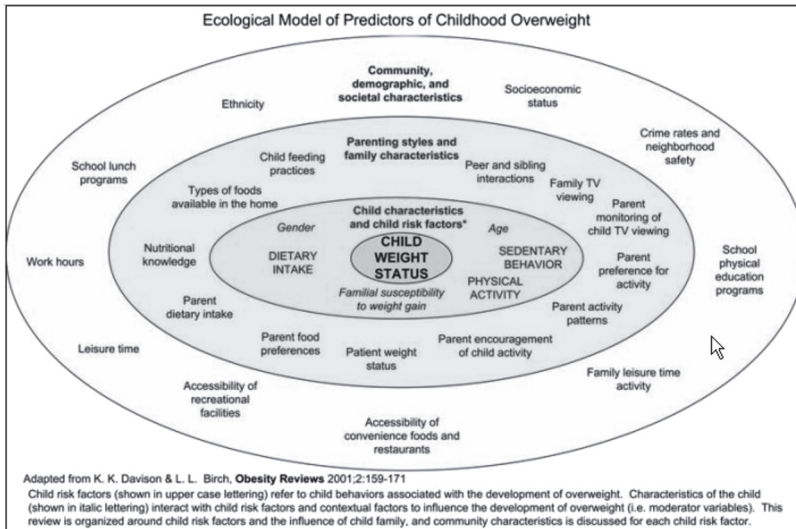 Ecological Model of Predictors of Childhood Overweight
Community,
demographic, and
societal characteristics
Ethnicity
Socioeconomic
status
Crime rates and
neighborhood
safety
School lunch
programs
Work hours
School
physical
education
programs
Leisure time
Family leisure time
activity
Accessibility of
recreational
facilities
Accessibility of
convenience foods and
restaurants
Parenting styles and
family characteristics
Child feeding
practices
Peer and sibling
interactions
Family TV
viewing
Types of foods
available in the home
Parent
monitoring of
child TV viewing
Nutritional
knowledge
Parent
preference for
activity
Parent
dietary intake
Parent activity
patterns
Parent food
preferences
Patient weight
status
Parent encouragement
of child activity
Child characteristics
and child risk factors*
Gender
Age
DIETARY
INTAKE
SEDENTARY
BEHAVIOR
PHYSICAL
ACTIVITY
Familial susceptibility
to weight gain
CHILD
WEIGHT
STATUS
Adapted from K. K. Davison & L. L. Birch, Obesity Reviews 2001;2:159-171
Child risk factors (shown in upper case lettering) refer to child behaviors associated with the development of overweight. Characteristics of the child
(shown in italic lettering) interact with child risk factors and contextual factors to influence the development of overweight (i.e. moderator variables). This
review is organized around child risk factors and the influence of child family, and community characteristics is discussed for each child risk factor.